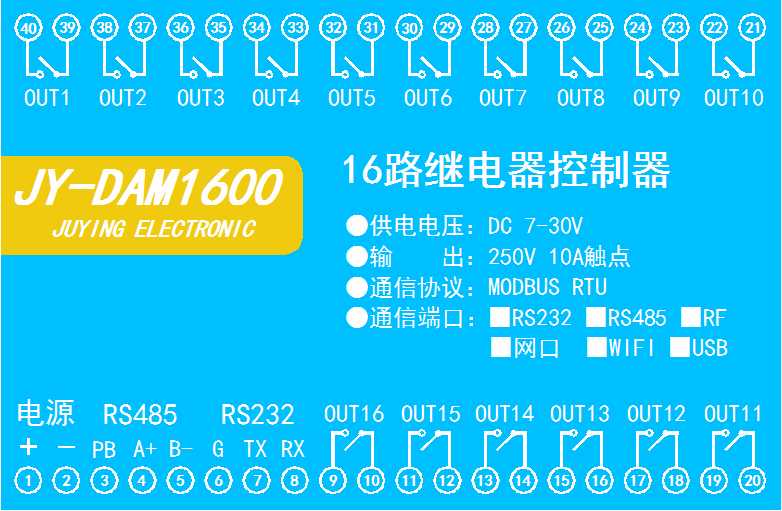 40 39 38 37 36 35 34 33 32 31 30 29 28 27 26 25 24 23 22 21
OUT1 OUT2 OUT3 OUT4 OUT5 OUT6 OUT7 OUT8 OUT9 OUT10
JY-DAM1600
JUYING ELECTRONIC
16路继电器控制器
●供电电压：DC 7-30V
●输　　出：250V 10A触点
●通信协议：MODBUS RTU
●通信端口：■RS232 ■RS485 ■RF
■网口 ■WIFI ■USB
电源 RS485 RS232 OUT16 OUT15 OUT14 OUT13 OUT12 OUT11
+ − PB A+ B- G TX RX
1 2 3 4 5 6 7 8 9 10 11 12 13 14 15 16 17 18 19 20